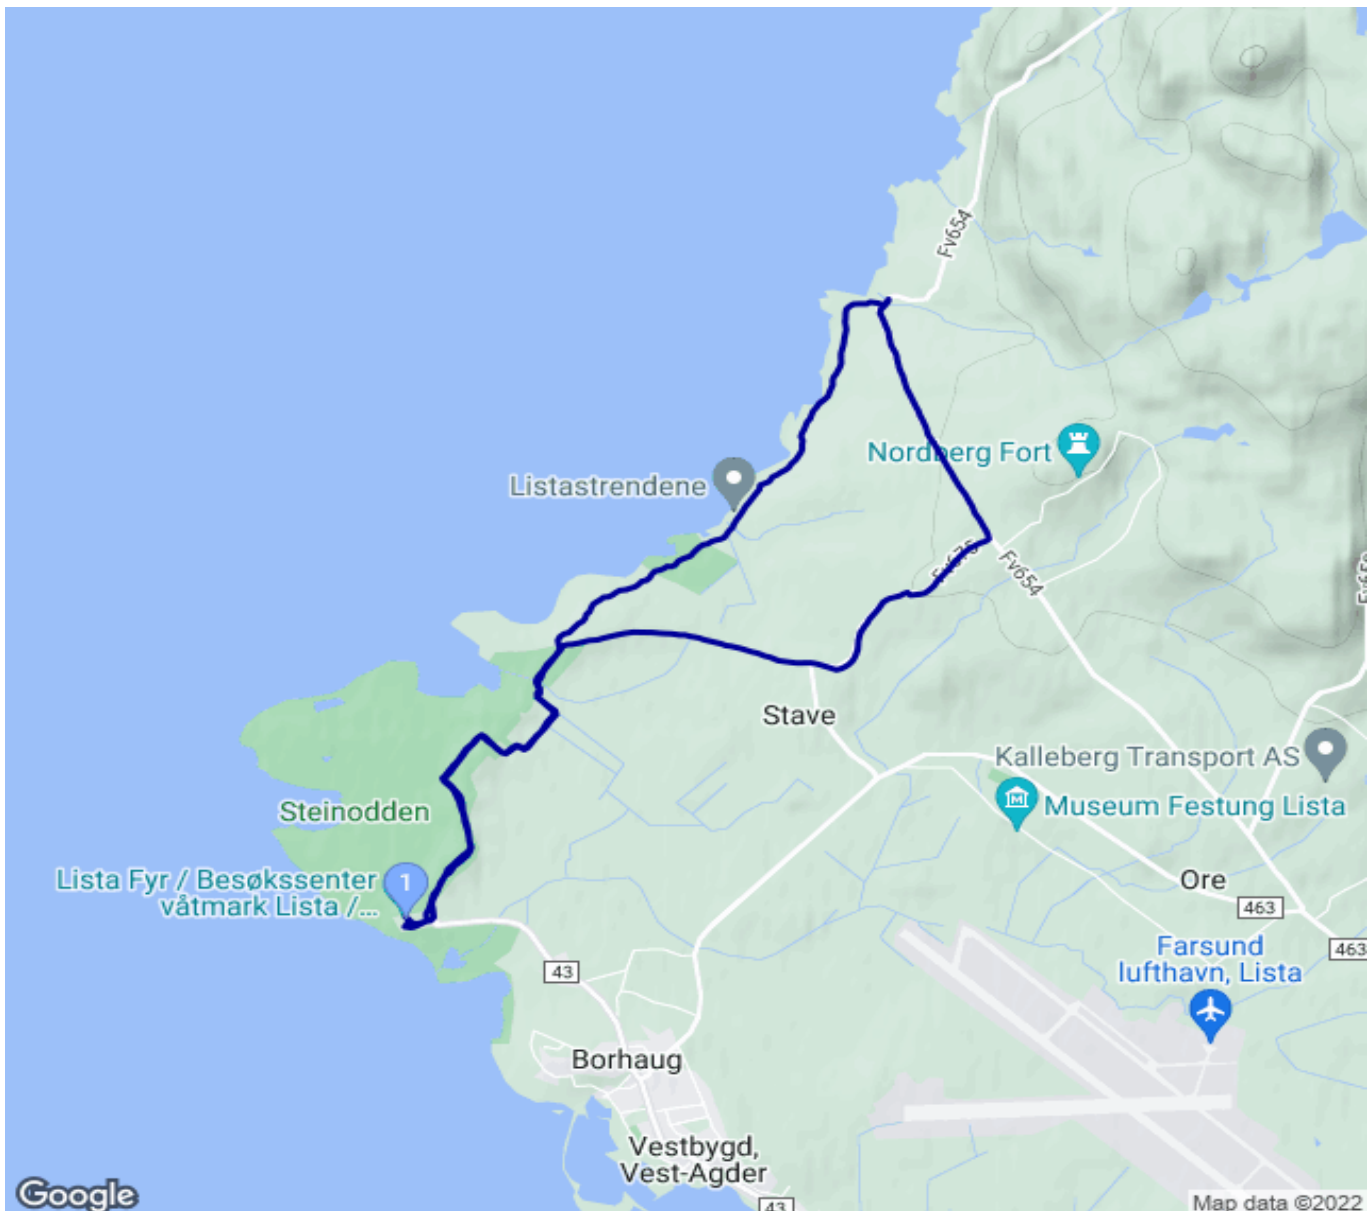 Fv654
Nordberg Fort
Listastrendene
Fv675
Fv654
Stave
Kalleberg Transport AS
Museum Festung Lista
Steinodden
Lista Fyr / Besøkssenter
våtmark Lista /...
1
Ore
463
463
Farsund
lufthavn, Lista
43
Borhaug
Vestbygd,
Vest-Agder
43
Google
Map data ©2022